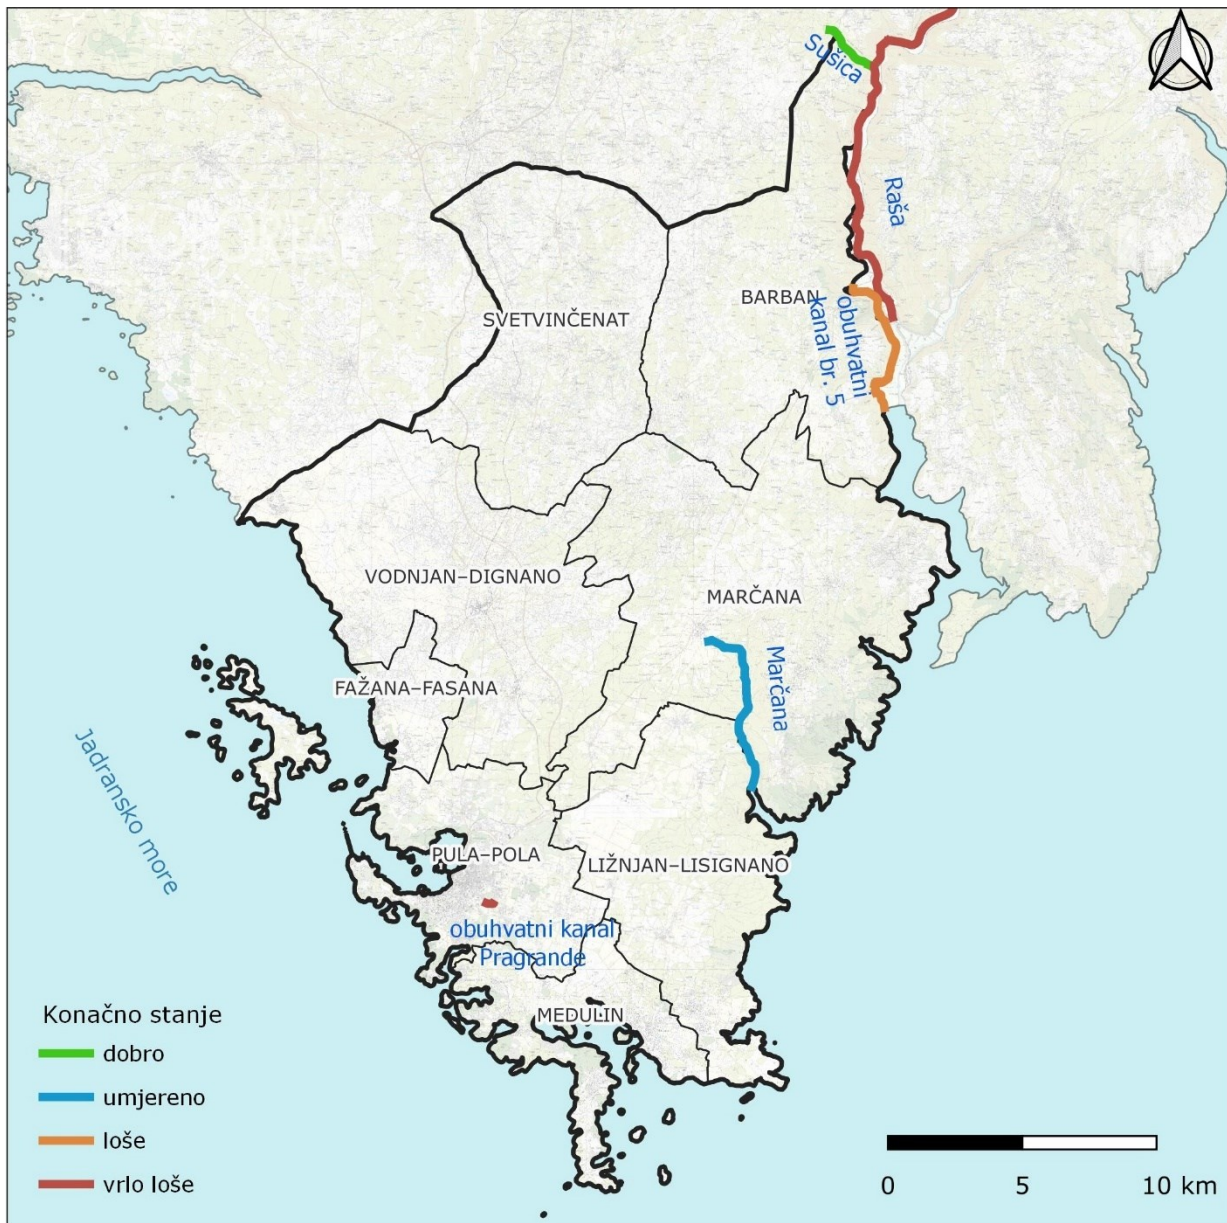 Sušica
Raša
BARBAN
obuhvatni
kanal br. 5
SVETVINČENAT
VODNJAN–DIGNANO
MARČANA
Marčana
FAŽANA–FASANA
Jadransko more
PULA–POLA
LIŽNJAN–LISIGNANO
obuhvatni kanal
Pragrande
MEDULIN
Konačno stanje
dobro
umjereno
loše
vrlo loše
0 5 10 km